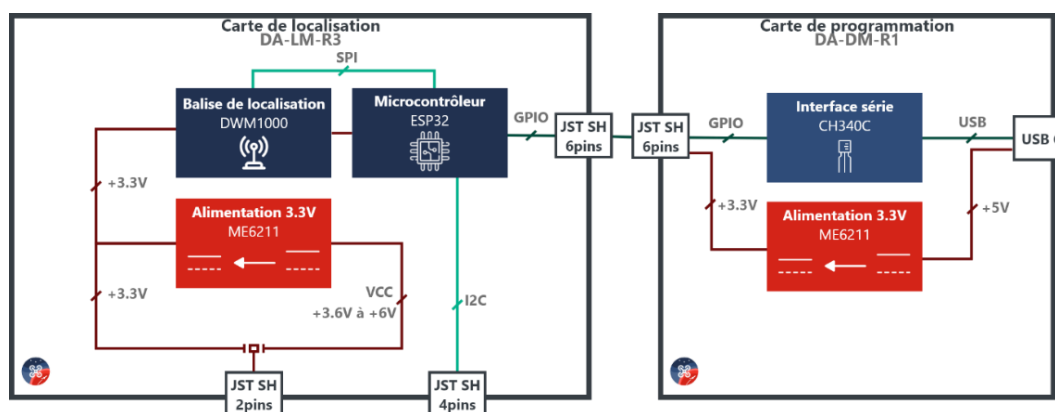 Carte de localisation
DA-LM-R3
SPI
Balise de localisation
DWM1000
Microcontrôleur
ESP32
GPIO
JST SH
6pins
+3.3V
Alimentation 3.3V
ME6211
+3.3V
VCC
+3.6V à +6V
I2C
JST SH
2pins
JST SH
4pins
Carte de programmation
DA-DM-R1
JST SH
6pins
GPIO
Interface série
CH340C
USB
USB
+3.3V
Alimentation 3.3V
ME6211
+5V